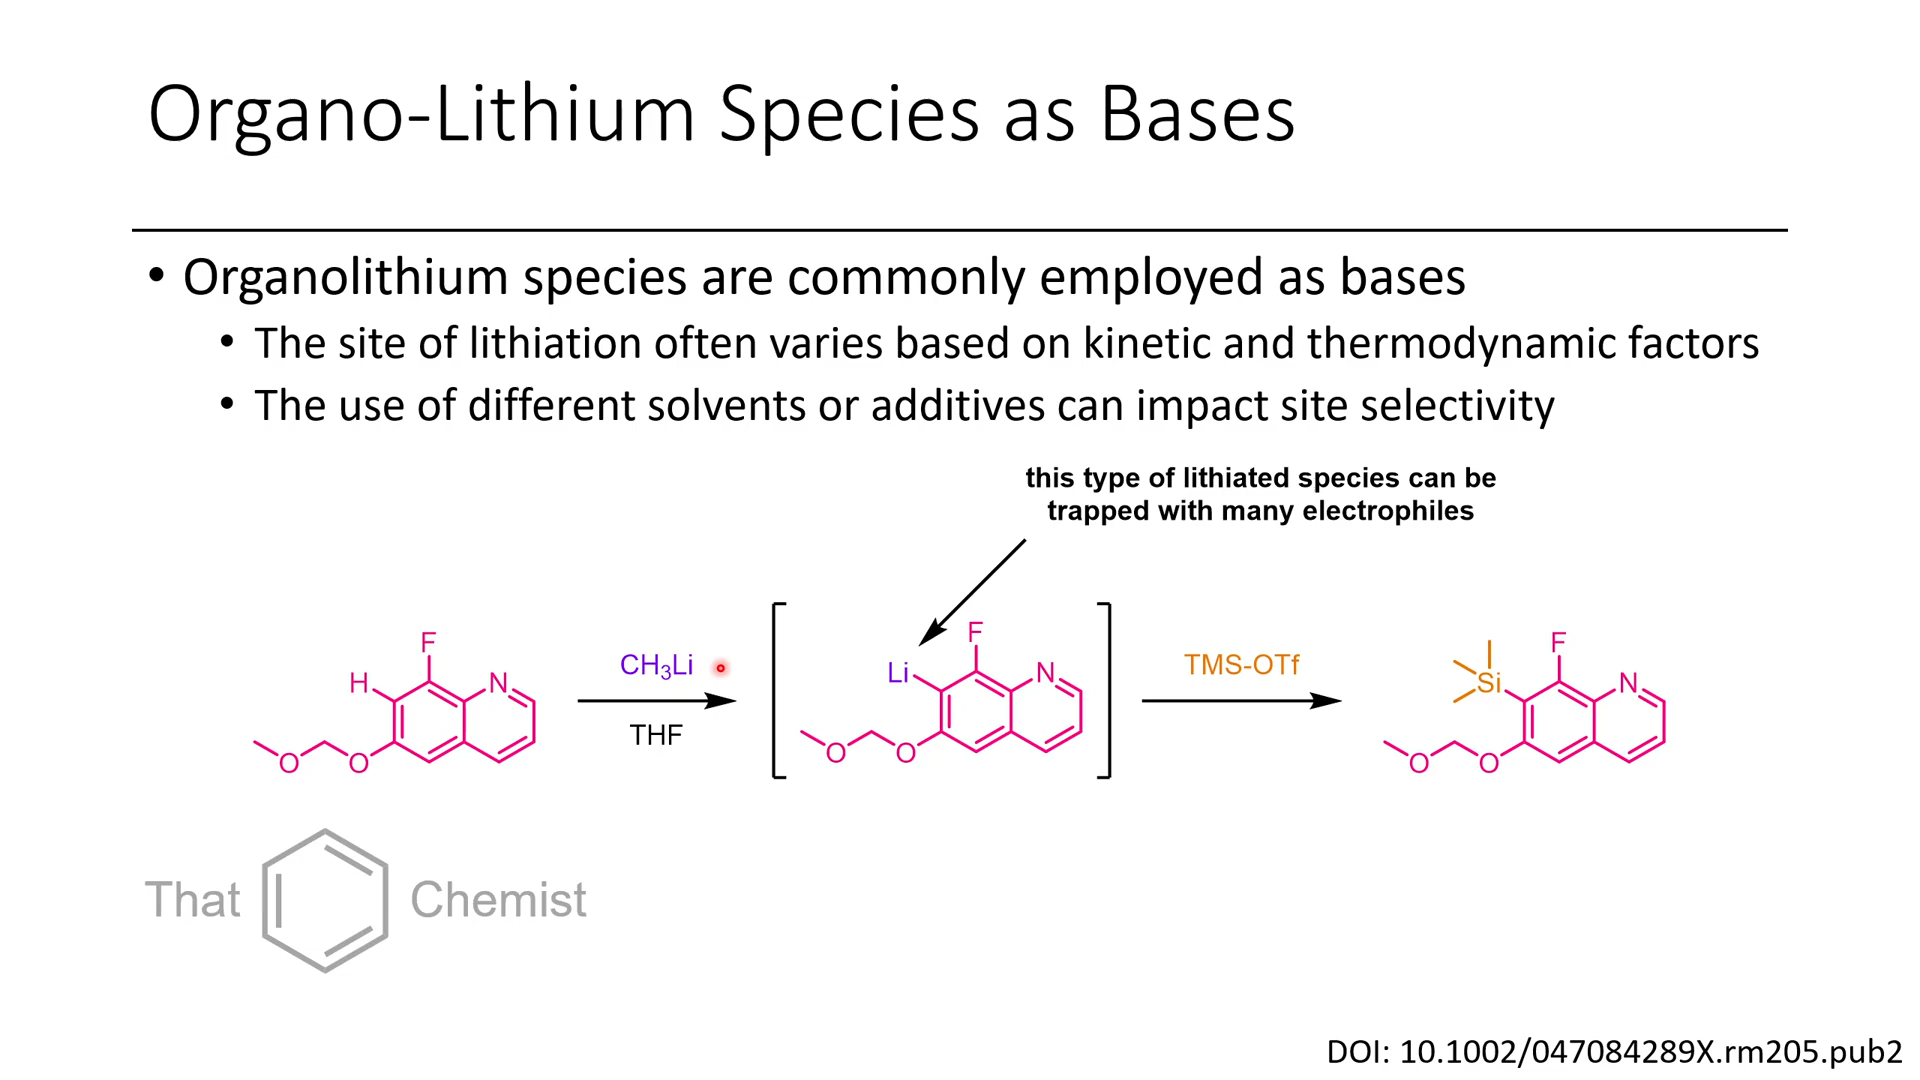 Organo-Lithium Species as Bases
• Organolithium species are commonly employed as bases
• The site of lithiation often varies based on kinetic and thermodynamic factors
• The use of different solvents or additives can impact site selectivity
this type of lithiated species can be
trapped with many electrophiles
F
H
N
O
O
CH₃Li
THF
F
Li
N
O
O
TMS-OTf
F
Si
N
O
O
That Chemist
DOI: 10.1002/047084289X.rm205.pub2